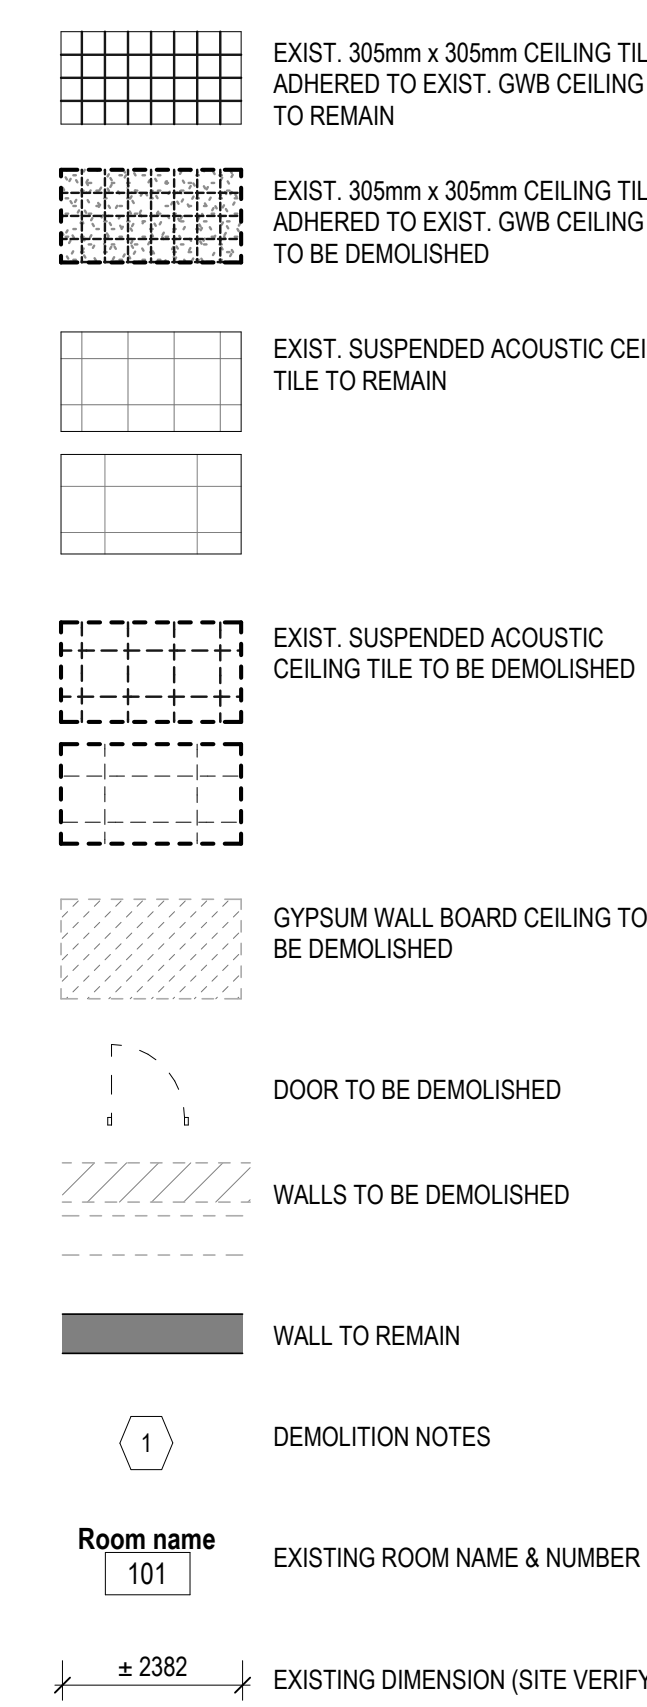 EXIST. 305mm x 305mm CEILING TIL
ADHERED TO EXIST. GWB CEILING
TO REMAIN
EXIST. 305mm x 305mm CEILING TIL
ADHERED TO EXIST. GWB CEILING
TO BE DEMOLISHED
EXIST. SUSPENDED ACOUSTIC CEI
TILE TO REMAIN
EXIST. SUSPENDED ACOUSTIC
CEILING TILE TO BE DEMOLISHED
GYPSUM WALL BOARD CEILING TO
BE DEMOLISHED
DOOR TO BE DEMOLISHED
WALLS TO BE DEMOLISHED
WALL TO REMAIN
1 DEMOLITION NOTES
Room name
101 EXISTING ROOM NAME & NUMBER
± 2382 EXISTING DIMENSION (SITE VERIFY